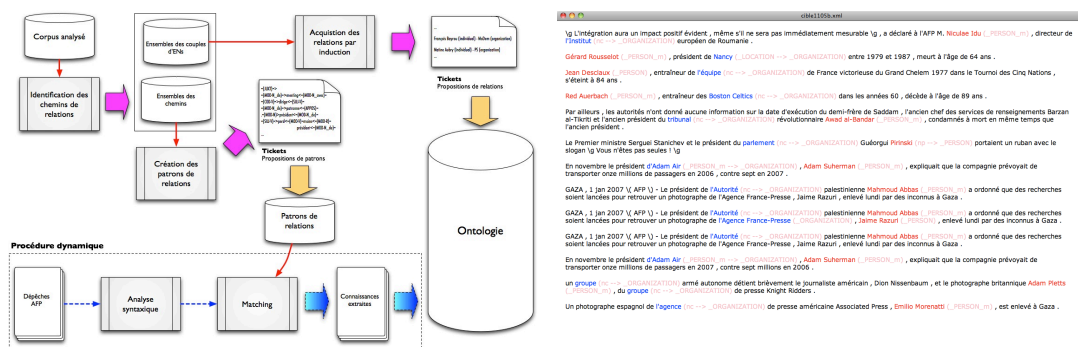 Corpus analysé
Ensembles des couples
d'ENs
Acquisition des
relations par
induction
...
François Bayrou (individual) - MoDem (organization)
Martine Aubry (individual) - PS (organization)
...
Tickets
Propositions de relations
Identification des
chemins de
relations
Ensembles des
chemins
Création des
patrons de
relations
Tickets
Propositions de patrons
Patrons de
relations
Ontologie
Procédure dynamique
Dépêches
AFP
Analyse
syntaxique
Matching
Connaissances
extraites
cible1105b.xml
\g L'intégration aura un impact positif évident , même s'il ne sera pas immédiatement mesurable \g , a déclaré à l'AFP M. Niculae Idu (_PERSON_m) , directeur de
l'Institut (nc --> _ORGANIZATION) européen de Roumanie .
Gérard Rousselot (_PERSON_m) , président de Nancy (_LOCATION --> _ORGANIZATION) entre 1979 et 1987 , meurt à l'âge de 64 ans .
Jean Desclaux (_PERSON) , entraîneur de l'équipe (nc --> _ORGANIZATION) de France victorieuse du Grand Chelem 1977 dans le Tournoi des Cinq Nations ,
s'éteint à 84 ans .
Red Auerbach (_PERSON_m) , entraîneur des Boston Celtics (nc --> _ORGANIZATION) dans les années 60 , décède à l'âge de 89 ans .
Par ailleurs , les autorités n'ont donné aucune information sur la date d'exécution du demi-frère de Saddam , l'ancien chef des services de renseignements Barzan
al-Tikriti et l'ancien président du tribunal (nc --> _ORGANIZATION) révolutionnaire Awad al-Bandar (_PERSON_m) , condamnés à mort en même temps que
l'ancien président .
Le Premier ministre Sergueï Stanichev et le président du parlement (nc --> _ORGANIZATION) Guéorgui Pirinski (np --> _PERSON) portaient un ruban avec le
slogan \g Vous n'êtes pas seules ! \g
En novembre le président d'Adam Air (_PERSON_m --> _ORGANIZATION) , Adam Suherman (_PERSON_m) , expliquait que la compagnie prévoyait de
transporter onze millions de passagers en 2006 , contre sept en 2007 .
GAZA , 1 jan 2007 \( AFP \) - Le président de l'Autorité (nc --> _ORGANIZATION) palestinienne Mahmoud Abbas (_PERSON_m) a ordonné que des recherches
soient lancées pour retrouver un photographe de l'Agence France-Presse , Jaime Razuri , enlevé lundi par des inconnus à Gaza .
GAZA , 1 jan 2007 \( AFP \) - Le président de l'Autorité (nc --> _ORGANIZATION) palestinienne Mahmoud Abbas (_PERSON_m) a ordonné que des recherches
soient lancées pour retrouver un photographe de l'Agence France-Presse (_ORGANIZATION) , Jaime Razuri (_PERSON) , enlevé lundi par des inconnus à Gaza .
GAZA , 1 jan 2007 \( AFP \) - Le président de l'Autorité (nc --> _ORGANIZATION) palestinienne Mahmoud Abbas (_PERSON_m) a ordonné que des recherches
soient lancées pour retrouver un photographe de l'Agence France-Presse , Jaime Razuri , enlevé lundi par des inconnus à Gaza .
En novembre le président d'Adam Air (_PERSON_m --> _ORGANIZATION) , Adam Suherman (_PERSON_m) , expliquait que la compagnie prévoyait de
transporter onze millions de passagers en 2007 , contre sept millions en 2006 .
un groupe (nc --> _ORGANIZATION) armé autonome détient brièvement le journaliste américain , Dion Nissenbaum , et le photographe britannique Adam Pletts
(_PERSON_m) , du groupe (nc --> _ORGANIZATION) de presse Knight Ridders .
Un photographe espagnol de l'agence (nc --> _ORGANIZATION) de presse américaine Associated Press , Emilio Morenatti (_PERSON_m) , est enlevé à Gaza .